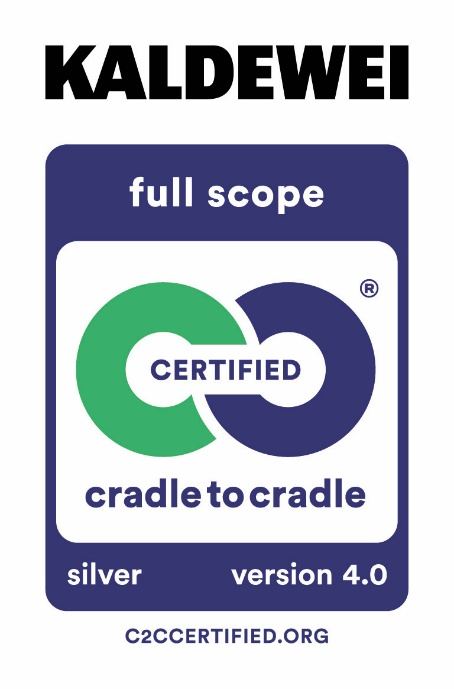 KALDEWEI
full scope
®
CERTIFIED
cradle to cradle
silver version 4.0
C2CCERTIFIED.ORG